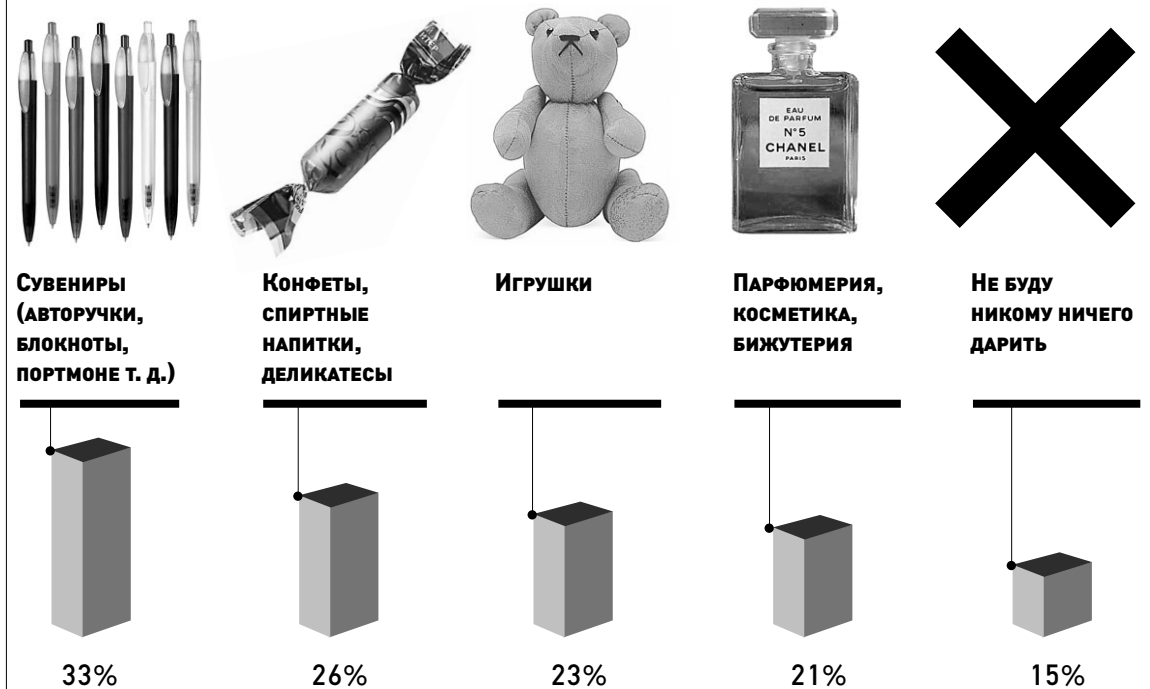 EAU
DE PARFUM
N°5
CHANEL
PARIS
Сувениры
(авторучки,
блокноты,
портмоне т. д.)
Конфеты,
спиртные
напитки,
деликатесы
Игрушки
Парфюмерия,
косметика,
бижутерия
Не буду
никому ничего
дарить
33%
26%
23%
21%
15%